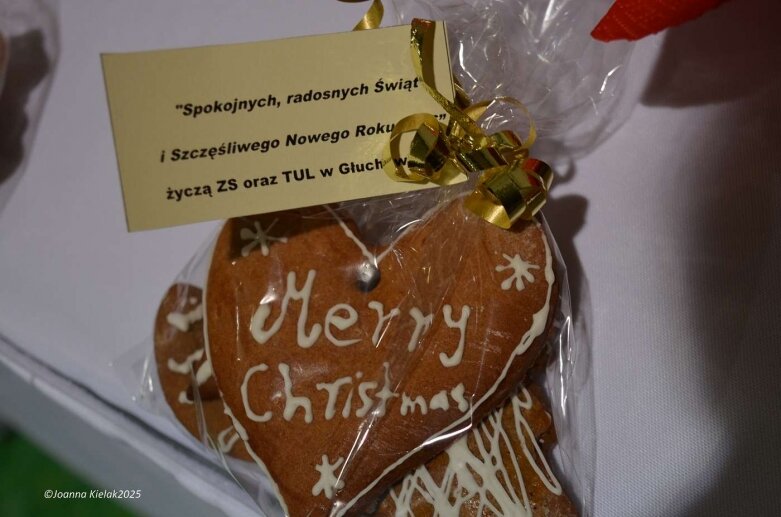 "Spokojnych, radosnych Świąt
i Szczęśliwego Nowego Roku
życzą ZS oraz TUL w
Merry
Christmas
©Joanna Kielak2025